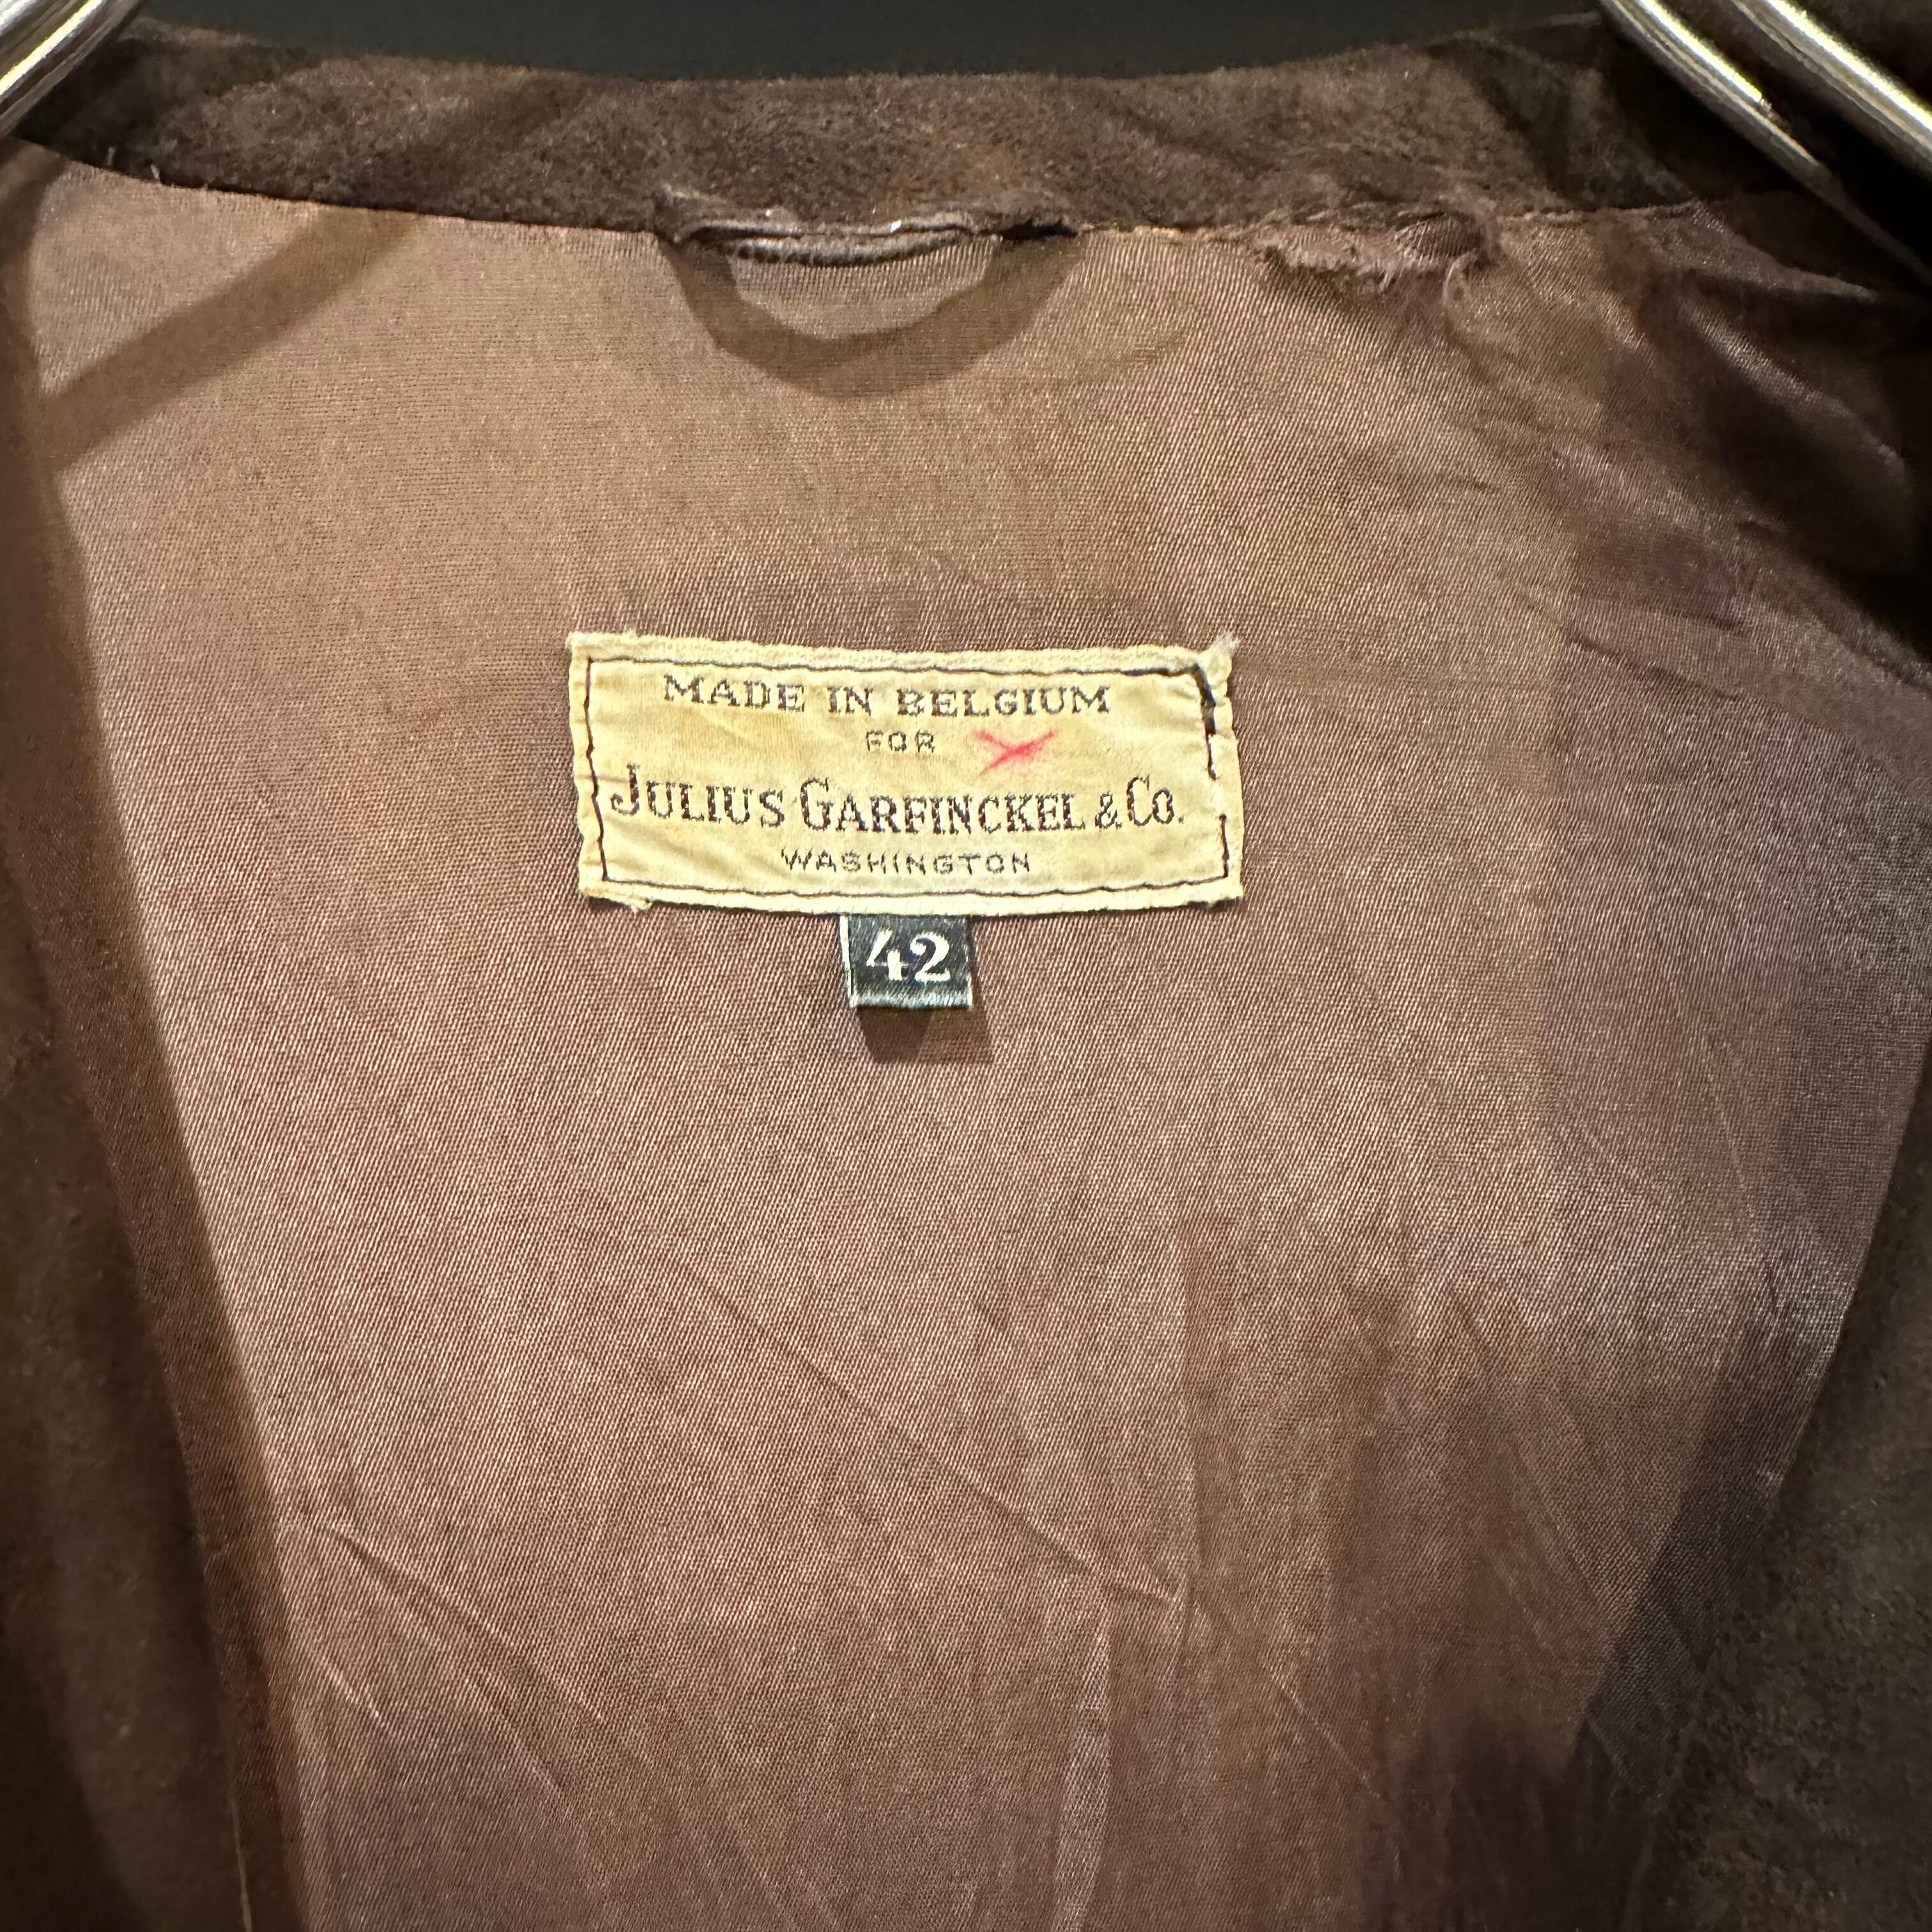 MADE IN BELGIUM
FOR
JULIUS GARFINCKEL & CO.
WASHINGTON
42